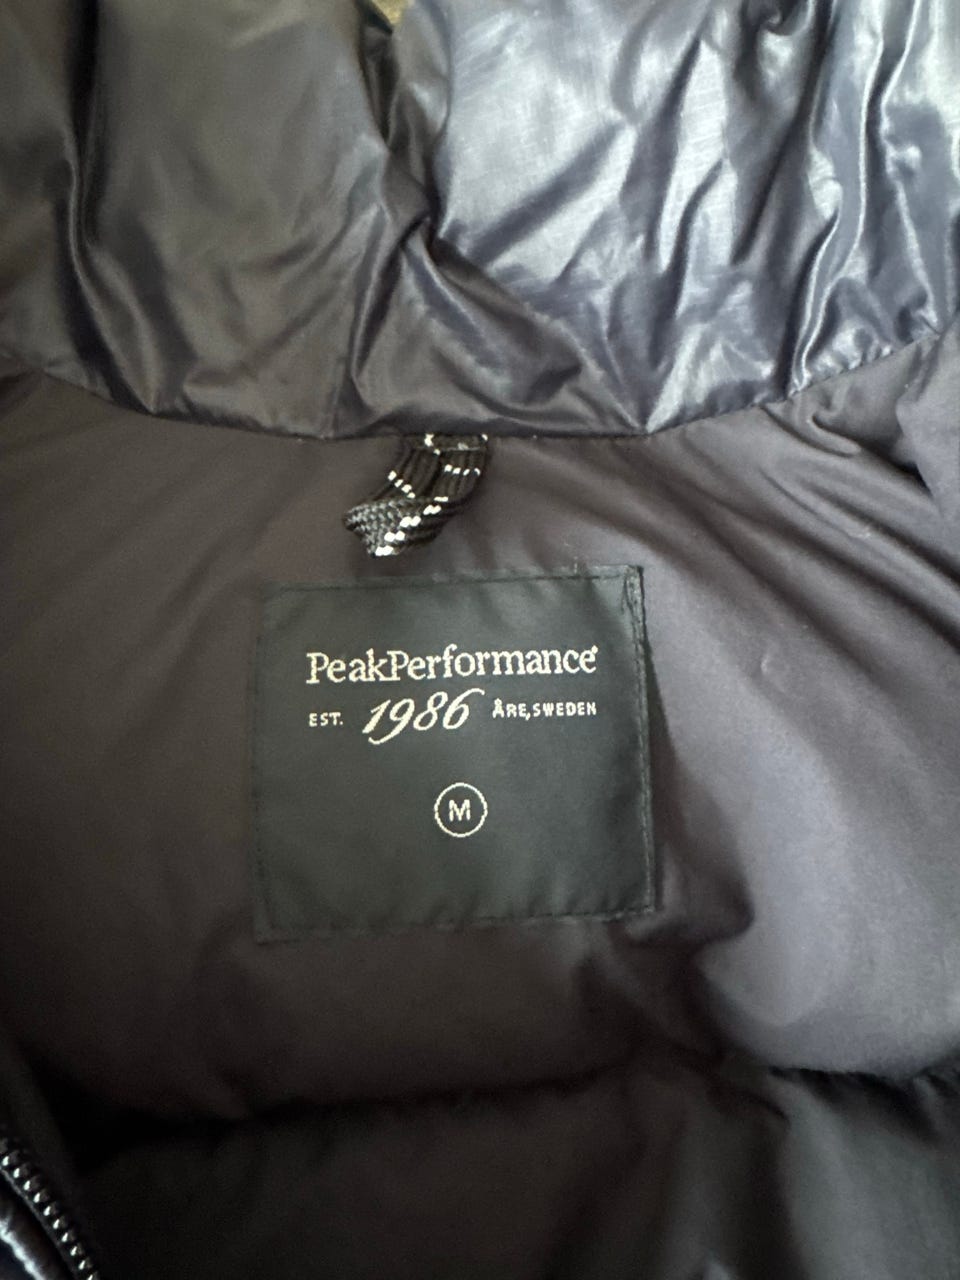 PeakPerformance
EST. 1986 ÅRE, SWEDEN
M